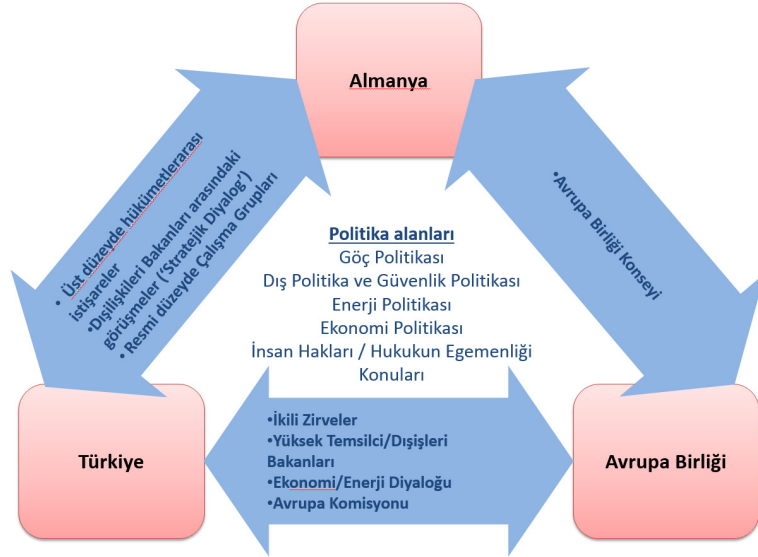 Almanya
• Üst düzeyde hükümetlerarası
istişareler
•Dışilişkileri Bakanları arasındaki
görüşmeler (‘Stratejik Diyalog’)
• Resmi düzeyde Çalışma Grupları
•Avrupa Birliği Konseyi
Politika alanları
Göç Politikası
Dış Politika ve Güvenlik Politikası
Enerji Politikası
Ekonomi Politikası
İnsan Hakları / Hukukun Egemenliği
Konuları
Türkiye
•İkili Zirveler
•Yüksek Temsilci/Dışişleri
Bakanları
•Ekonomi/Enerji Diyaloğu
•Avrupa Komisyonu
Avrupa Birliği